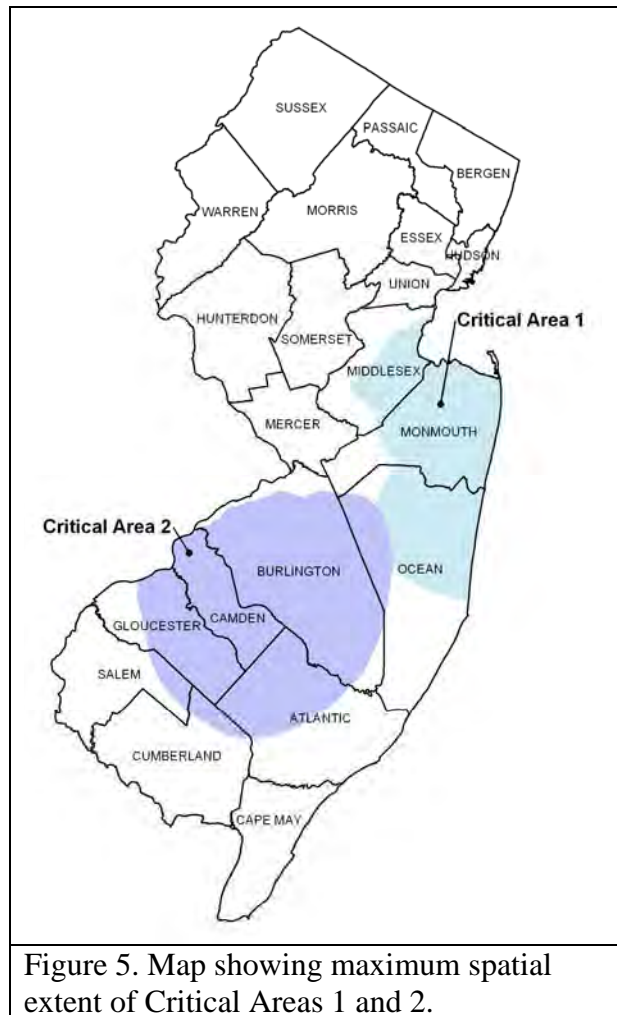 SUSSEX
PASSAIC
BERGEN
WARREN
MORRIS
ESSEX
HUDSON
UNION
HUNTERDON
SOMERSET
Critical Area 1
MIDDLESEX
MERCER
MONMOUTH
Critical Area 2
BURLINGTON
OCEAN
CAMDEN
GLOUCESTER
SALEM
ATLANTIC
CUMBERLAND
CAPE MAY
Figure 5. Map showing maximum spatial
extent of Critical Areas 1 and 2.